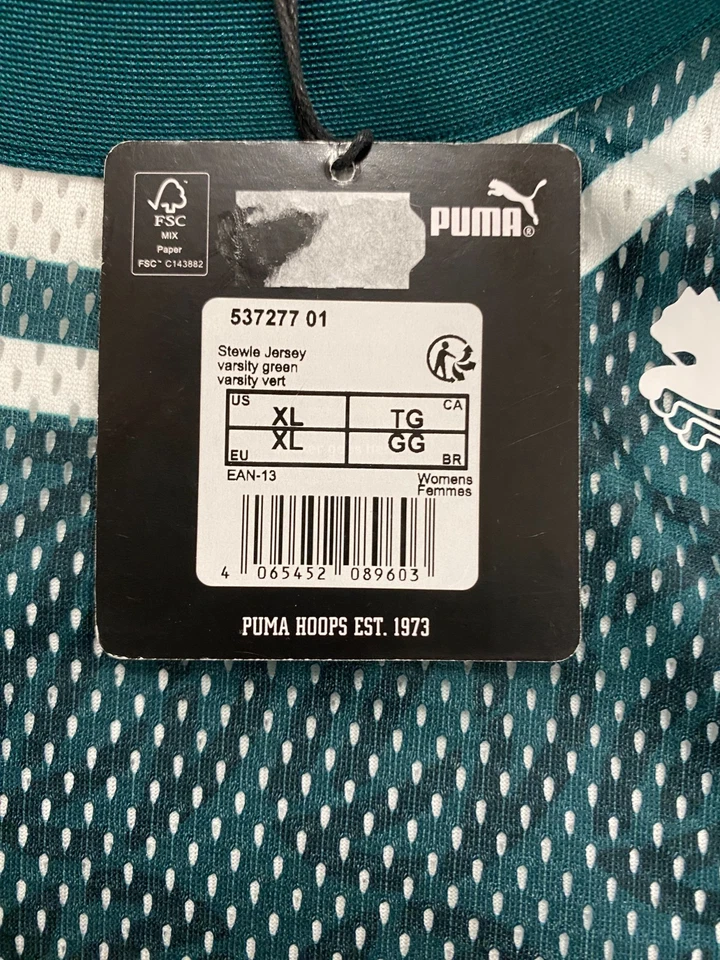 FSC
MIX
Paper
FSC™ C143882
PUMA®
537277 01
Stewie Jersey
varsity green
varsity vert
US XL TG CA
EU XL GG BR
EAN-13
Womens
Femmes
4 065452 089603
PUMA HOOPS EST. 1973